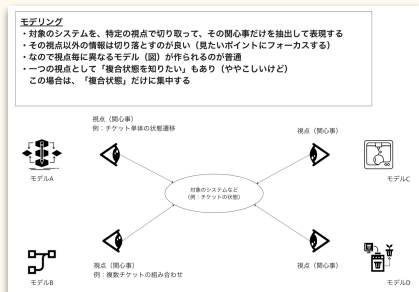 モデリング
・対象のシステムを、特定の視点で切り取って、その関心事だけを抽出して表現する
・その視点以外の情報は切り落とすのが良い（見たいポイントにフォーカスする）
・なので視点毎に異なるモデル（図）が作られるのが普通
・一つの視点として「複合状態を知りたい」もあり（ややこしいけど）
この場合は、「複合状態」だけに集中する
視点（関心事）
例：チケット単体の状態遷移
視点（関心事）
モデルA
モデルC
対象のシステムなど
（例：チケットの状態）
視点（関心事）
例：複数チケットの組み合わせ
視点（関心事）
モデルB
モデルD